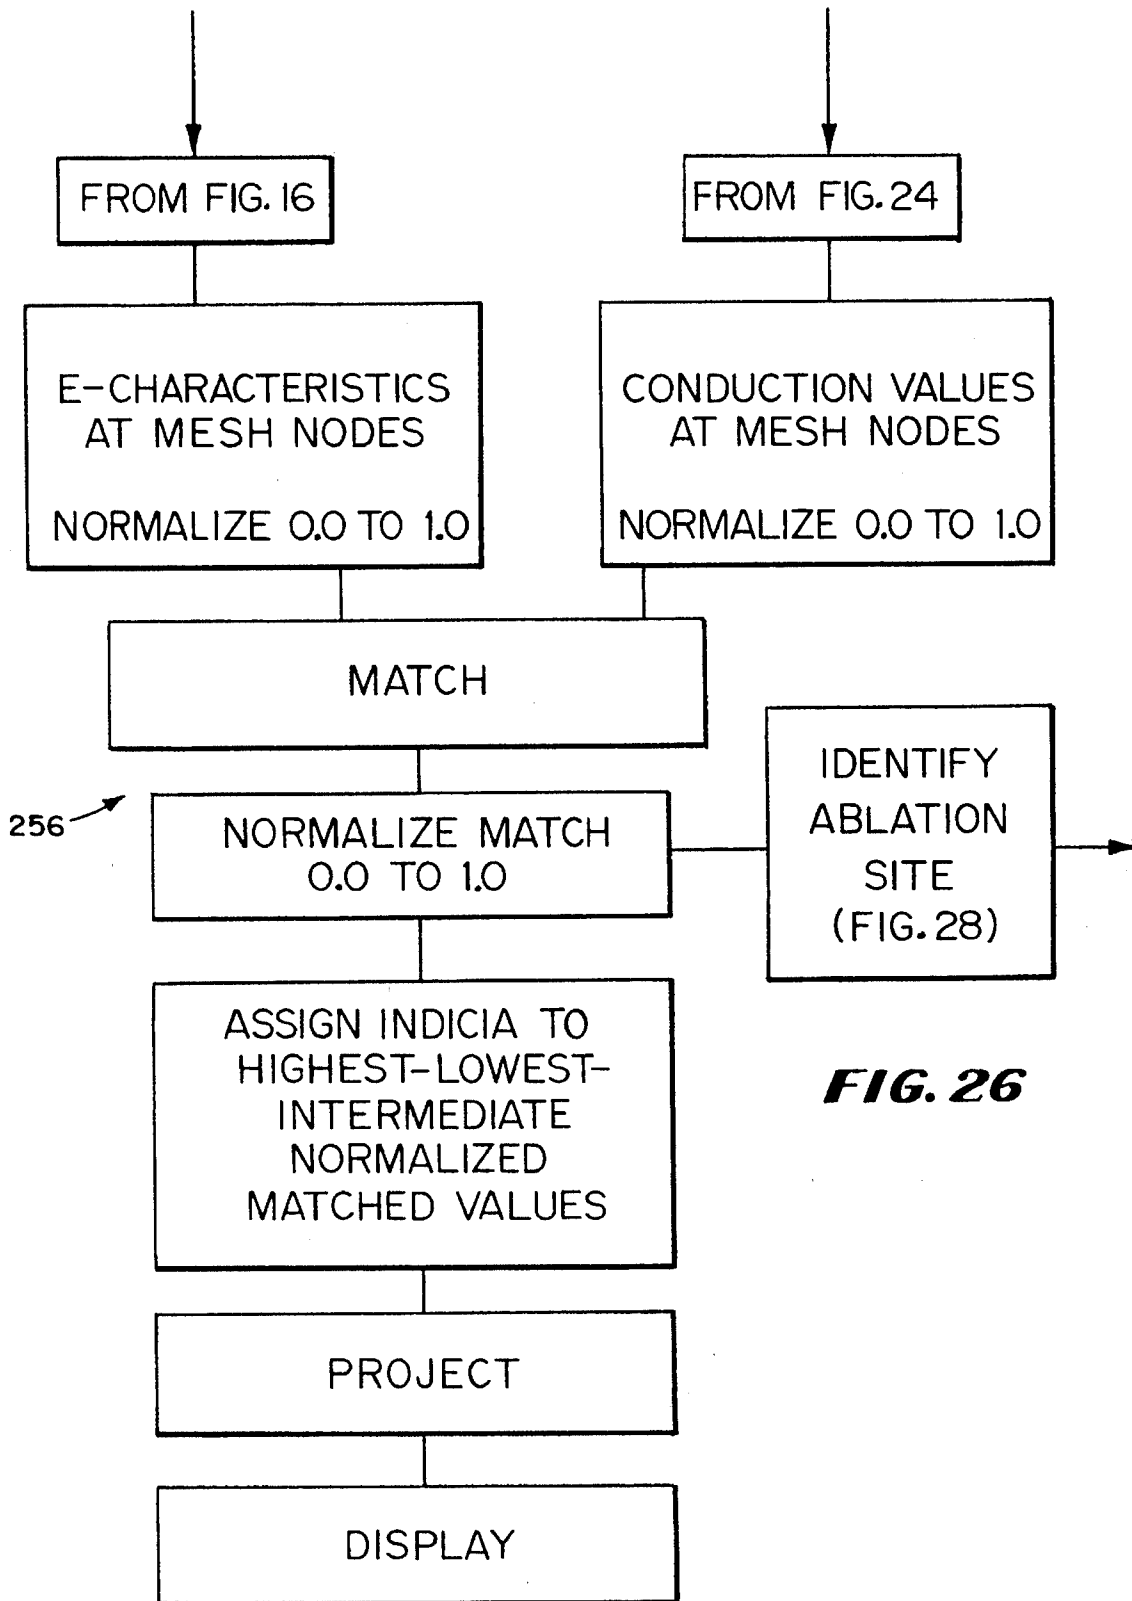 FROM FIG. 16
FROM FIG. 24
E-CHARACTERISTICS
AT MESH NODES
NORMALIZE 0.0 TO 1.0
CONDUCTION VALUES
AT MESH NODES
NORMALIZE 0.0 TO 1.0
MATCH
256
NORMALIZE MATCH
0.0 TO 1.0
IDENTIFY
ABLATION
SITE
(FIG. 28)
ASSIGN INDICIA TO
HIGHEST-LOWEST-
INTERMEDIATE
NORMALIZED
MATCHED VALUES
FIG. 26
PROJECT
DISPLAY